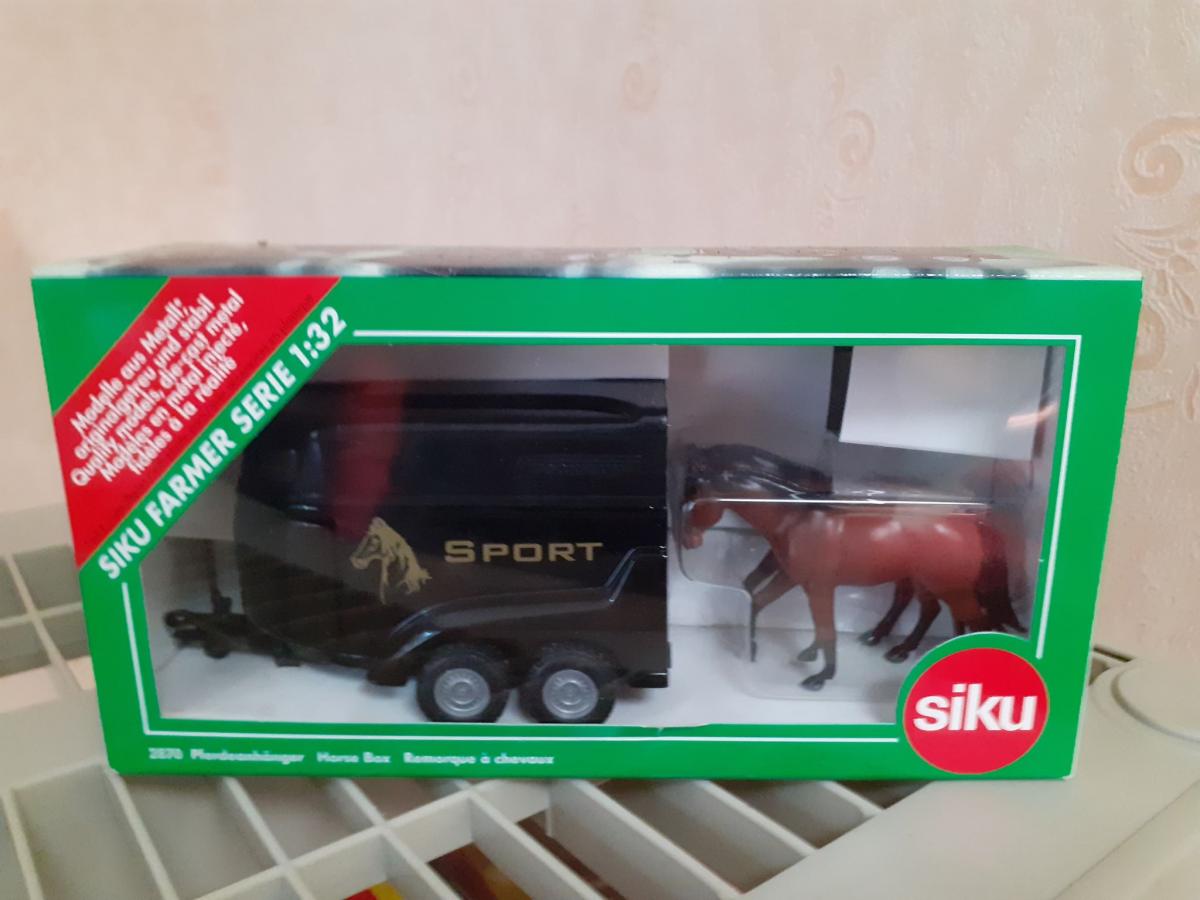 Modelle aus Metall*,
originalgetreu und stabil
Quality models, die-cast metal
Modèles en métal injecté,
fidèles à la réalité
SIKU FARMER SERIE 1:32
SPORT
siku
2870 Pferdeanhänger Horse Box Remorque à chevaux